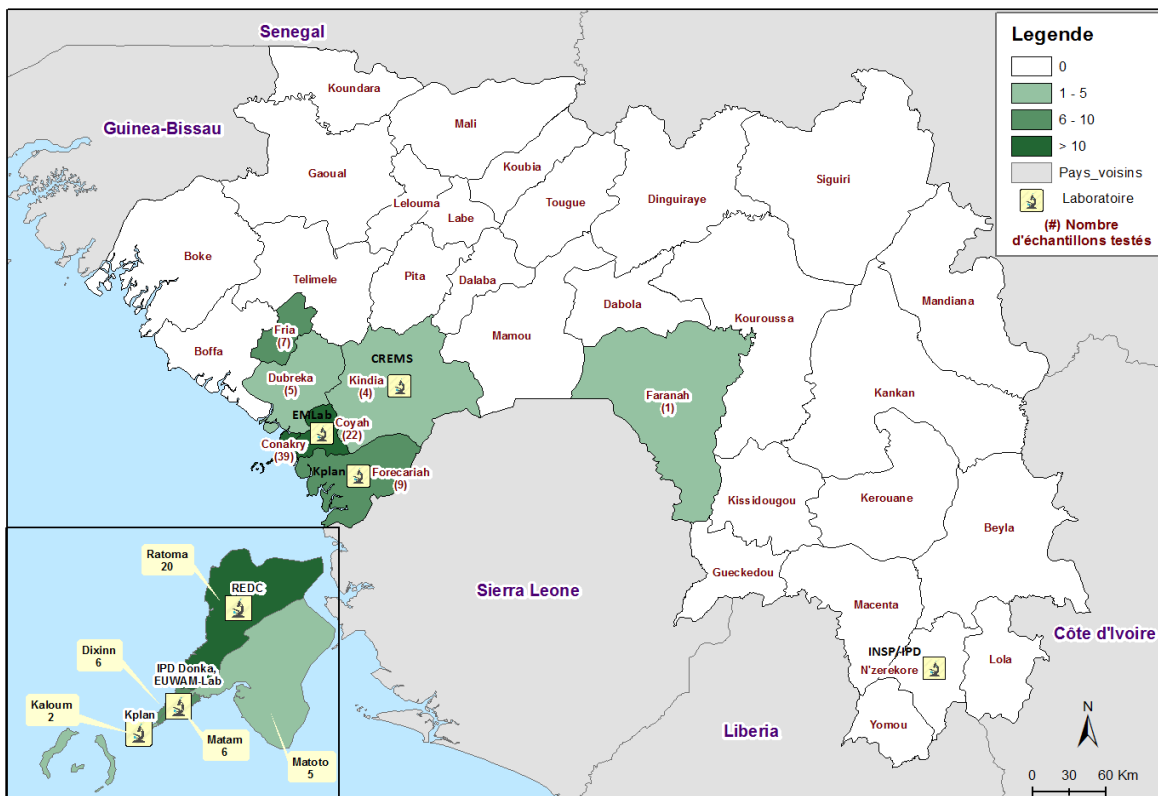 Senegal
Guinea-Bissau
Koundara
Mali
Gaoual
Koubia
Lelouma
Labe
Tougue
Dinguiraye
Siguiri
Boke
Telimele
Pita
Dalaba
Dabola
Mandiana
Kouroussa
Mamou
Boffa
Fria
(7)
Dubreka
(5)
CREMS
Kindia
(4)
Faranah
(1)
Kankan
EMLab
Coyah
(22)
Conakry
(39)
Kplan
Forecariah
(9)
Kissidougou
Kerouane
Beyla
Gueckedou
Sierra Leone
Macenta
Côte d'Ivoire
INSP/IPD
N'zerekore
Lola
Yomou
Liberia
Legende
0
1 - 5
6 - 10
> 10
Pays_voisins
Laboratoire
(#) Nombre
d'échantillons testés
Ratoma
20
REDC
Dixinn
6
IPD Donka,
EUWAM-Lab
Kaloum
2
Kplan
Matam
6
Matoto
5
N
0 30 60 Km